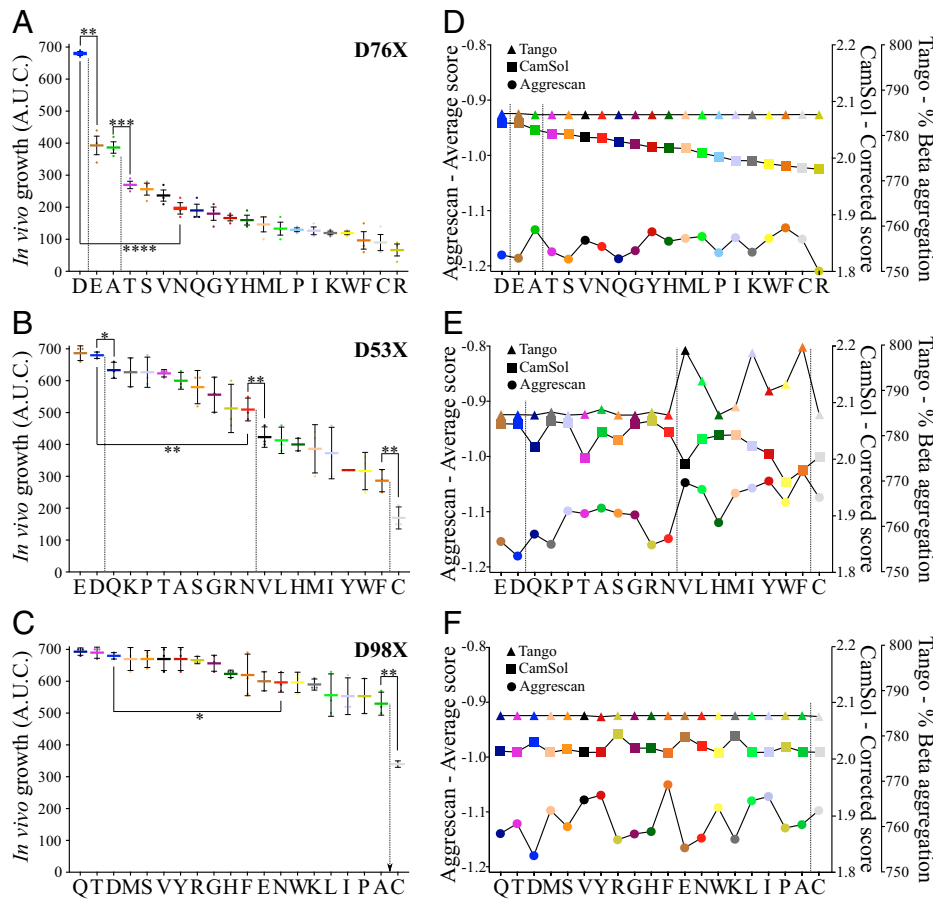 A
D76X
In vivo growth (A.U.C.)
700
600
500
400
300
200
100
0
**
***
****
D E A T S V N Q G Y H M L P I K W F C R
D
Aggrescan - Average score
-0.8
-0.9
-1.0
-1.1
-1.2
Tango
CamSol
Aggrescan
2.2
2.1
2.0
1.9
1.8
CamSol - Corrected score
800
790
780
770
760
750
Tango - % Beta aggregation
D E A T S V N Q G Y H M L P I K W F C R
B
D53X
In vivo growth (A.U.C.)
700
600
500
400
300
200
100
0
*
**
**
**
E D Q K P T A S G R N V L H M I Y W F C
E
Aggrescan - Average score
-0.8
-0.9
-1.0
-1.1
-1.2
Tango
CamSol
Aggrescan
2.2
2.1
2.0
1.9
1.8
CamSol - Corrected score
800
790
780
770
760
750
Tango - % Beta aggregation
E D Q K P T A S G R N V L H M I Y W F C
C
D98X
In vivo growth (A.U.C.)
700
600
500
400
300
200
100
0
*
**
Q T D M S V Y R G H F E N W K L I P A C
F
Aggrescan - Average score
-0.8
-0.9
-1.0
-1.1
-1.2
Tango
CamSol
Aggrescan
2.2
2.1
2.0
1.9
1.8
CamSol - Corrected score
800
790
780
770
760
750
Tango - % Beta aggregation
Q T D M S V Y R G H F E N W K L I P A C